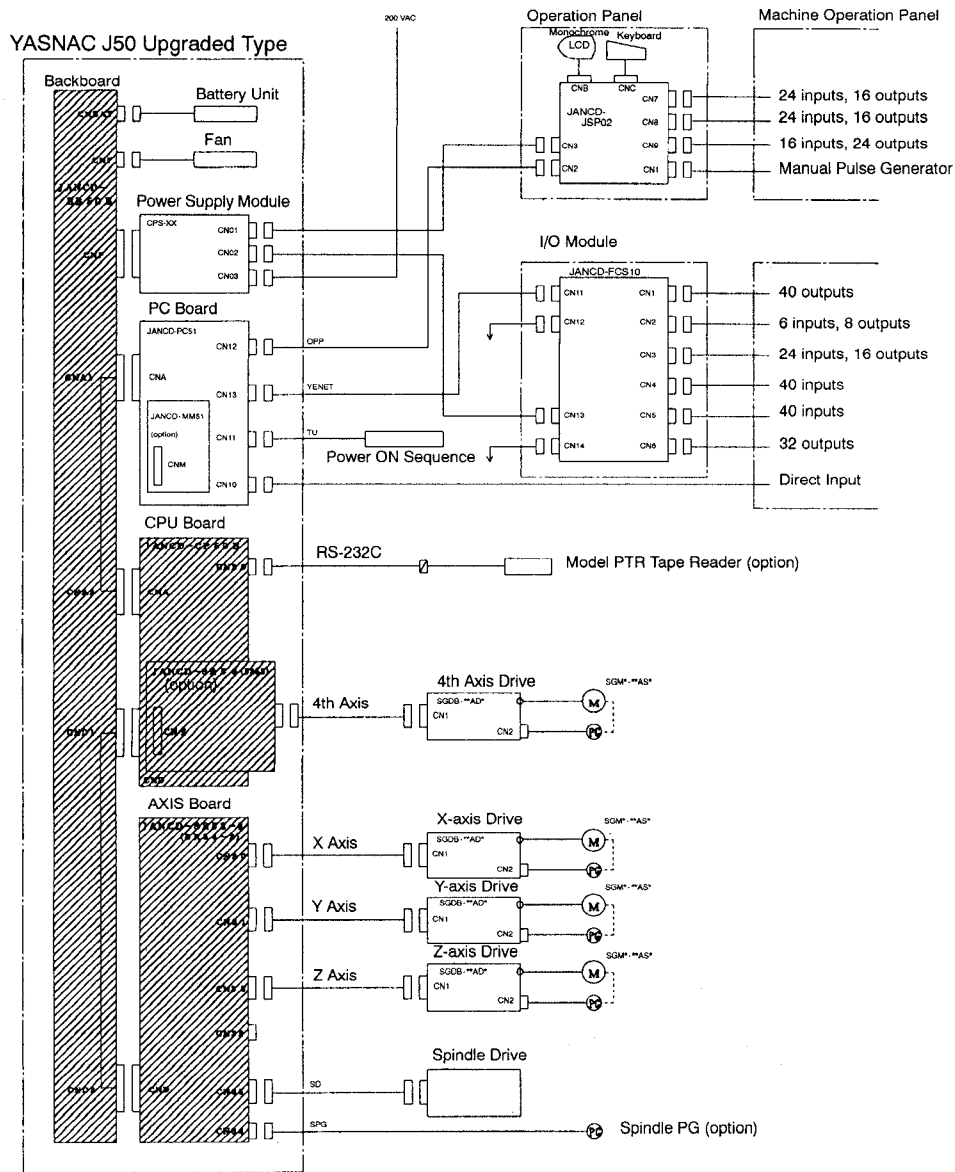 200 VAC
Operation Panel
Machine Operation Panel
YASNAC J50 Upgraded Type
Monochrome
LCD
Keyboard
Backboard
Battery Unit
CNB
CNC
CN7
24 inputs, 16 outputs
JANCD-
JSP02
CN8
24 inputs, 16 outputs
Fan
CN3
CN9
16 inputs, 24 outputs
CN2
CN1
Manual Pulse Generator
Power Supply Module
CPS-XX
CN01
CN02
CN03
I/O Module
JANCD-FCS10
CN11
CN1
40 outputs
PC Board
JANCD-PC51
CN12
OPP
CN12
CN2
6 inputs, 8 outputs
CN3
24 inputs, 16 outputs
CNA
CN13
YENET
CN4
40 inputs
JANCD-MM51
(option)
CN11
TU
CN13
CN5
40 inputs
CNM
Power ON Sequence
CN14
CN6
32 outputs
CN10
Direct Input
CPU Board
RS-232C
Model PTR Tape Reader (option)
CNA
(option)
4th Axis
4th Axis Drive
SGDB-**AD*
CN1
CN2
M
PG
SGM*-**AS*
CNB
AXIS Board
X Axis
X-axis Drive
SGDB-**AD*
CN1
CN2
M
PG
SGM*-**AS*
Y Axis
Y-axis Drive
SGDB-**AD*
CN1
CN2
M
PG
SGM*-**AS*
Z Axis
Z-axis Drive
SGDB-**AD*
CN1
CN2
M
PG
SGM*-**AS*
Spindle Drive
CNB
SD
SPG
PG
Spindle PG (option)